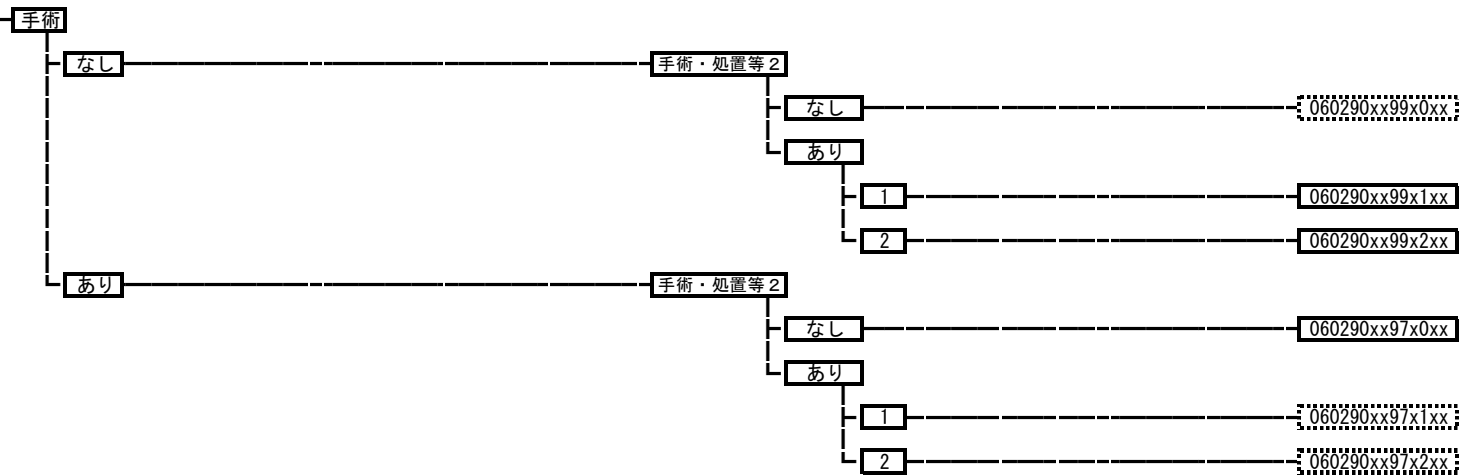 手術
なし 手術・処置等2
なし 060290xx99x0xx
あり
1 060290xx99x1xx
2 060290xx99x2xx
あり 手術・処置等2
なし 060290xx97x0xx
あり
1 060290xx97x1xx
2 060290xx97x2xx